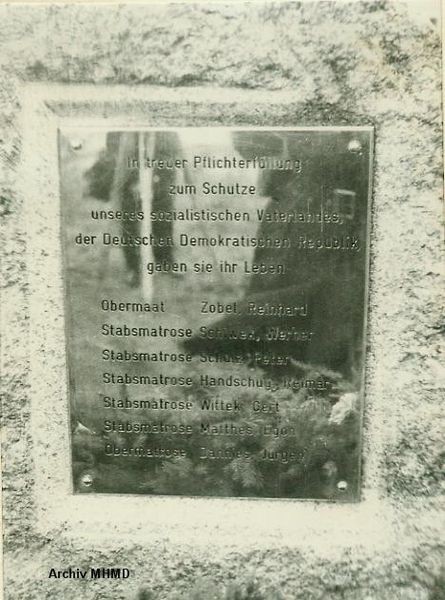 In treuer Pflichterfüllung
zum Schutze
unseres sozialistischen Vaterlandes,
der Deutschen Demokratischen Republik
gaben sie ihr Leben
Obermaat Zobel, Reinhard
Stabsmatrose Werner
Stabsmatrose Schulz Peter
Stabsmatrose Handschug, Reimar
Stabsmatrose Wittek Gert
Stabsmatrose Matthes Egon
Obermatrose Dannies Jürgen
Archiv MHMD